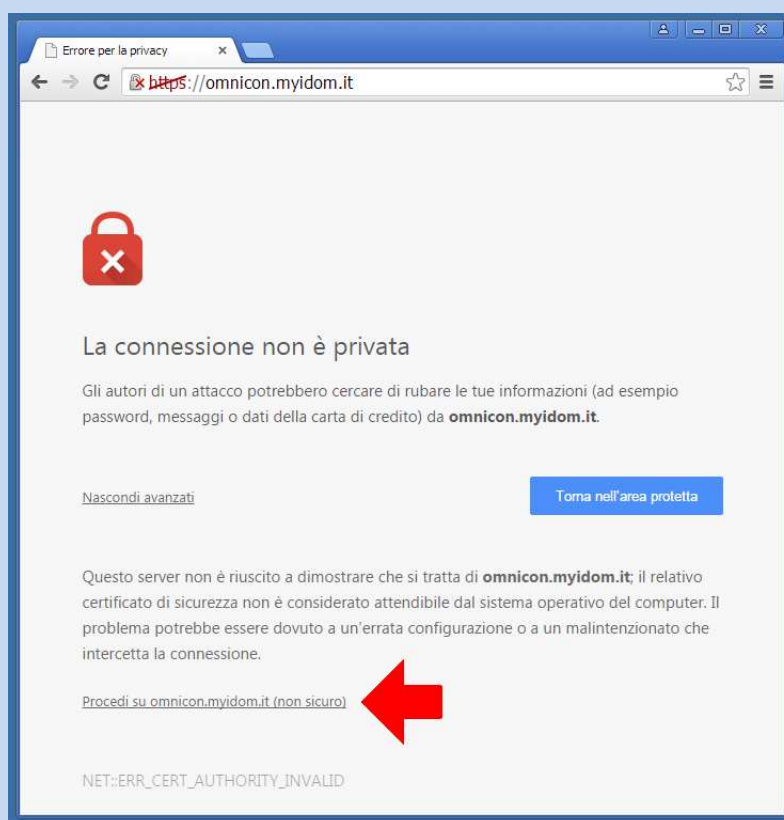 Errore per la privacy
https://omnicon.myidom.it
La connessione non è privata
Gli autori di un attacco potrebbero cercare di rubare le tue informazioni (ad esempio
password, messaggi o dati della carta di credito) da omnicon.myidom.it.
Nascondi avanzati
Torna nell'area protetta
Questo server non è riuscito a dimostrare che si tratta di omnicon.myidom.it; il relativo
certificato di sicurezza non è considerato attendibile dal sistema operativo del computer. Il
problema potrebbe essere dovuto a un'errata configurazione o a un malintenzionato che
intercetta la connessione.
Procedi su omnicon.myidom.it (non sicuro)
NET::ERR_CERT_AUTHORITY_INVALID